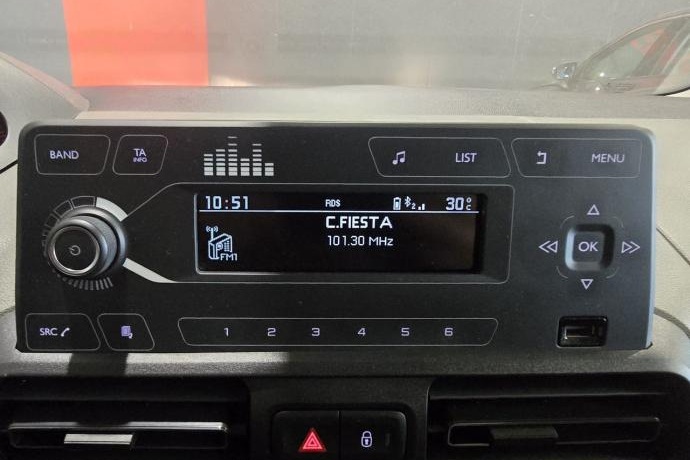 BAND
TA
INFO
LIST
MENU
10:51 RDS 2 30°C
C.FIESTA
101.30 MHz
FM1
OK
SRC
1 2 3 4 5 6